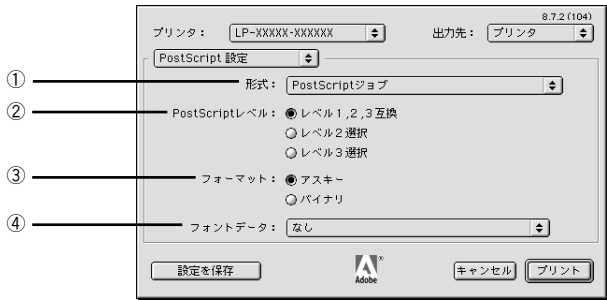 8.7.2 (104)
プリンタ： LP-XXXXX-XXXXXX 出力先： プリンタ
PostScript 設定
① 形式： PostScriptジョブ
② PostScriptレベル： レベル1,2,3互換
レベル2選択
レベル3選択
③ フォーマット： アスキー
バイナリ
④ フォントデータ： なし
設定を保存 Adobe® キャンセル プリント